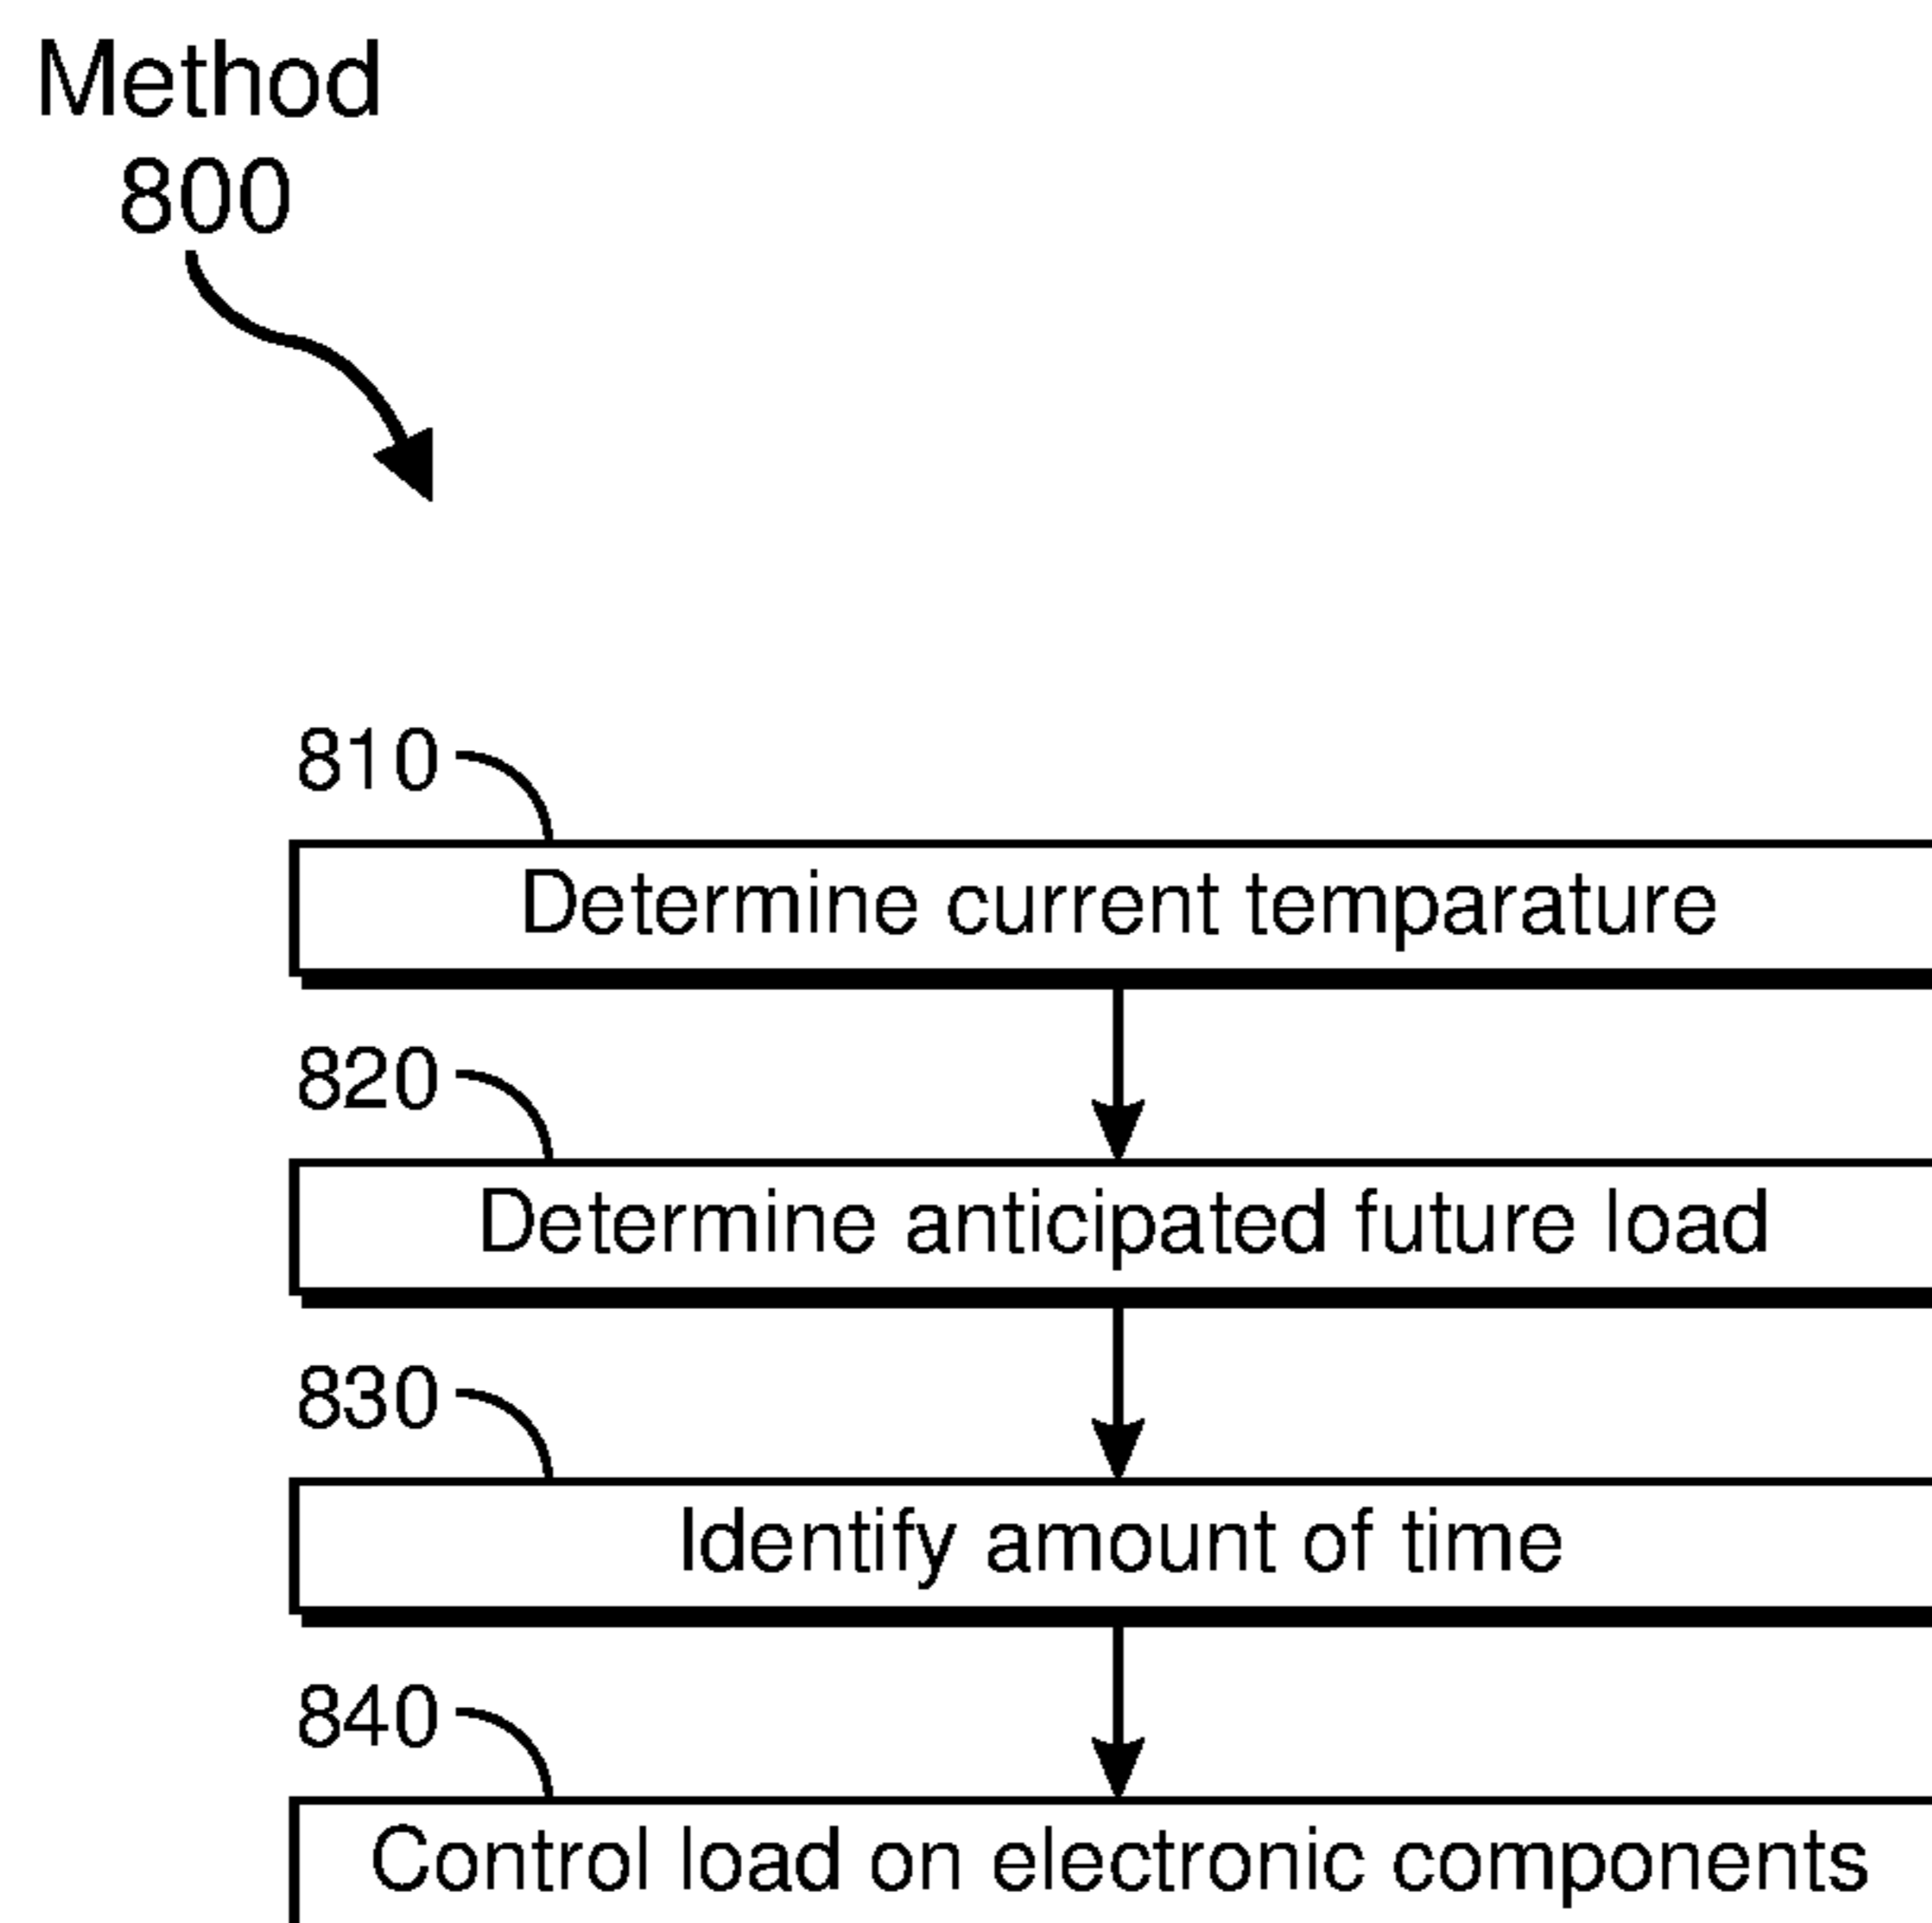 Method
800
810
Determine current temparature
820
Determine anticipated future load
830
Identify amount of time
840
Control load on electronic components